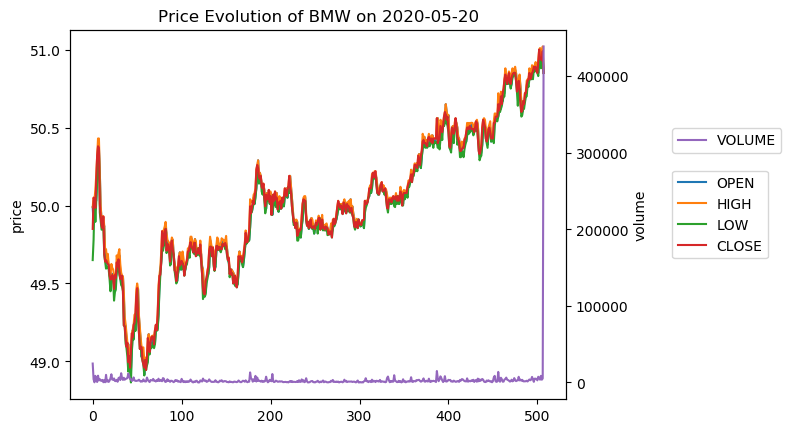 Price Evolution of BMW on 2020-05-20
51.0
50.5
50.0
49.5
49.0
price
0
100
200
300
400
500
400000
300000
200000
100000
0
volume
VOLUME
OPEN
HIGH
LOW
CLOSE